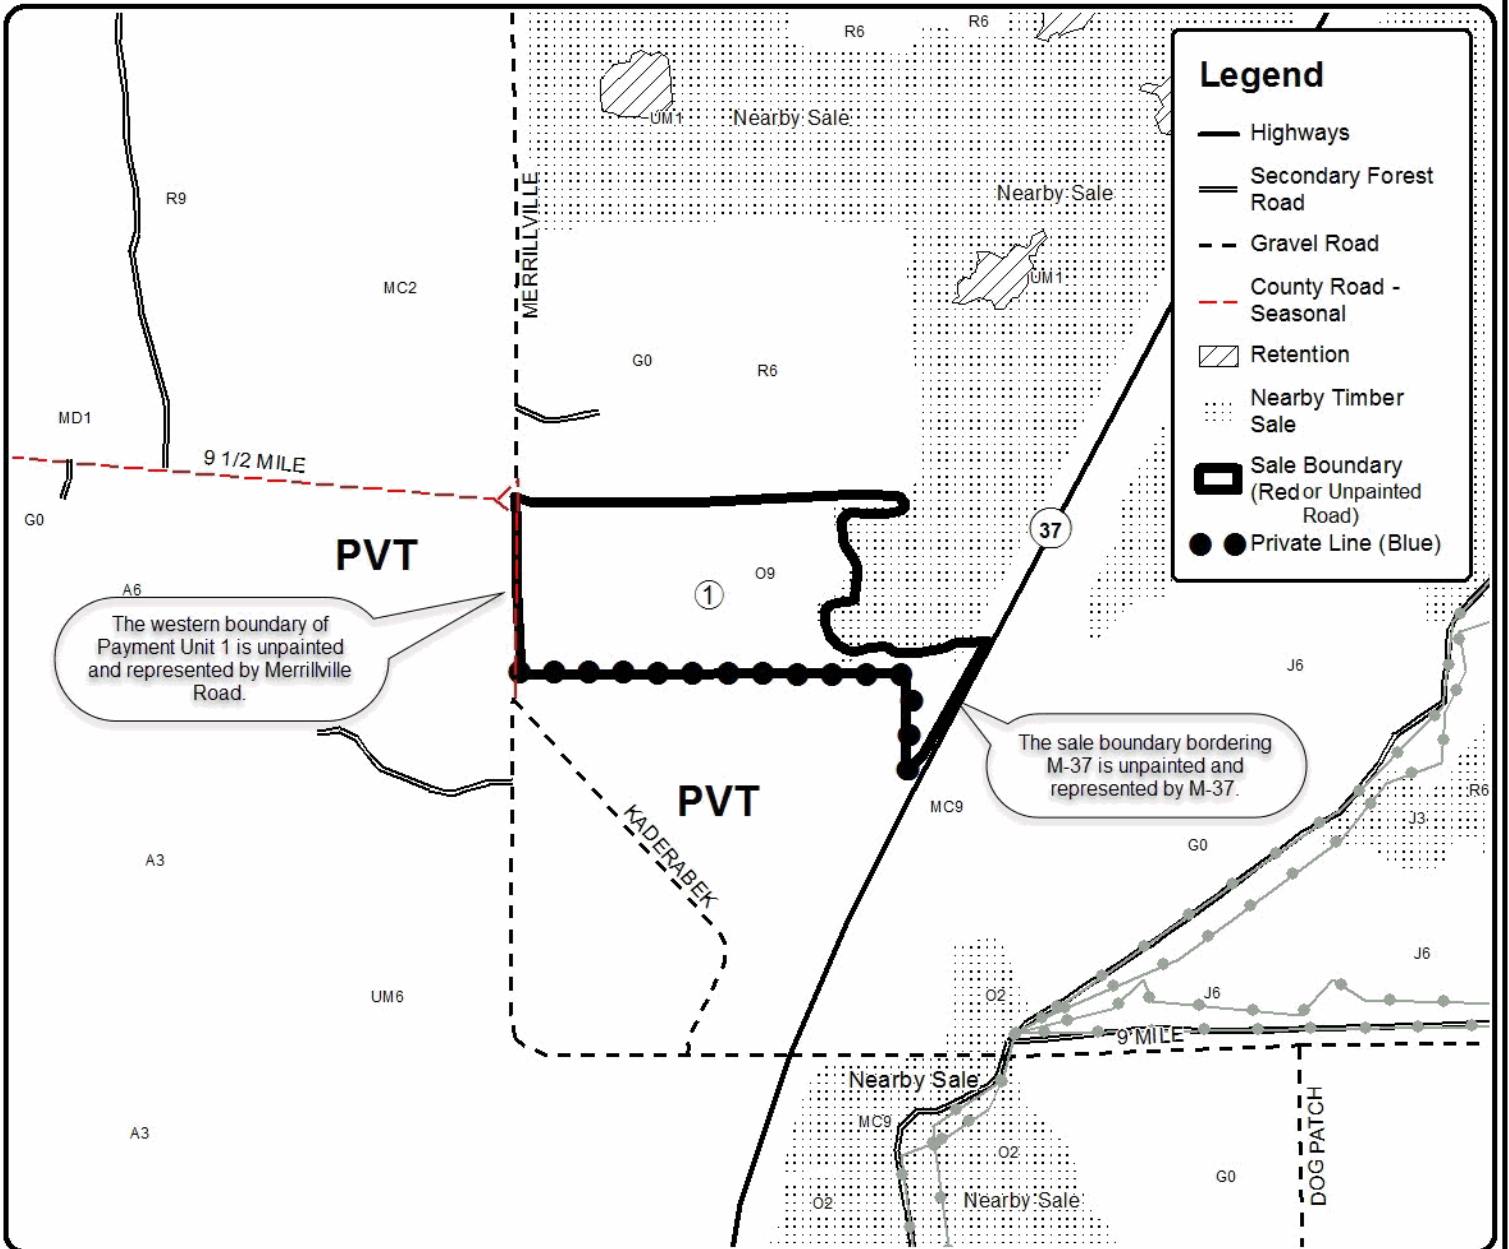 R6
R6
UM1
Nearby Sale
Nearby Sale
UM1
R9
MC2
MERRILLVILLE
G0
R6
MD1
9 1/2 MILE
G0
PVT
A6
The western boundary of
Payment Unit 1 is unpainted
and represented by Merrillville
Road.
1
O9
37
Legend
Highways
Secondary Forest
Road
Gravel Road
County Road -
Seasonal
Retention
Nearby Timber
Sale
Sale Boundary
(Red or Unpainted
Road)
Private Line (Blue)
J6
The sale boundary bordering
M-37 is unpainted and
represented by M-37.
PVT
MC9
R6
J3
G0
KADERABEK
A3
J6
UM6
O2
J6
9 MILE
Nearby Sale
MC9
A3
O2
DOG PATCH
G0
O2
Nearby Sale